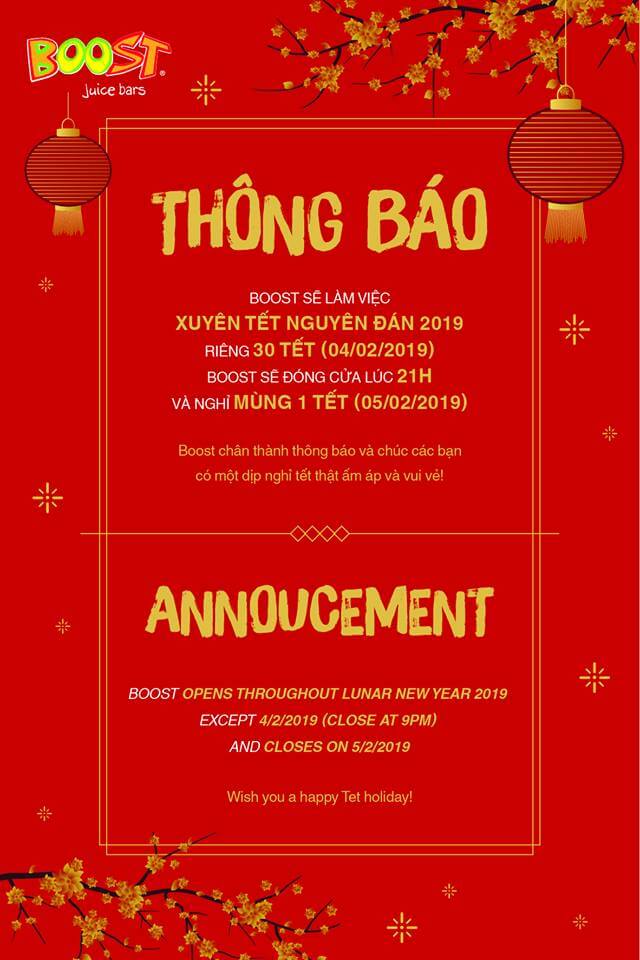 BOOST®
juice bars
THÔNG BÁO
BOOST SẼ LÀM VIỆC
XUYÊN TẾT NGUYÊN ĐÁN 2019
RIÊNG 30 TẾT (04/02/2019)
BOOST SẼ ĐÓNG CỬA LÚC 21H
VÀ NGHỈ MÙNG 1 TẾT (05/02/2019)
Boost chân thành thông báo và chúc các bạn
có một dịp nghỉ tết thật ấm áp và vui vẻ!
ANNOUCEMENT
BOOST OPENS THROUGHOUT LUNAR NEW YEAR 2019
EXCEPT 4/2/2019 (CLOSE AT 9PM)
AND CLOSES ON 5/2/2019
Wish you a happy Tet holiday!